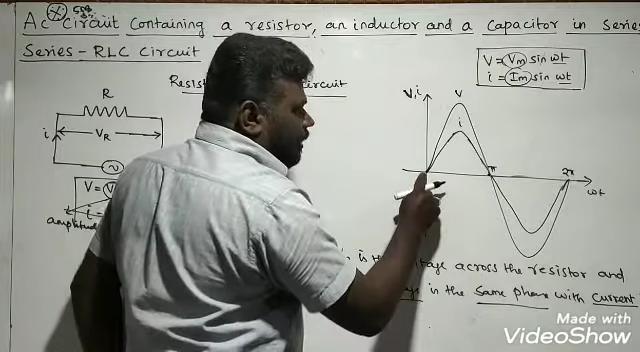 Ac circuit containing a resistor, an inductor and a capacitor in series
Series - RLC circuit
V = Vm sin ωt
i = Im sin ωt
circuit
R
V, i
V
i
i
VR
π
2π
ωt
V =
i =
amplitud
is the voltage across the resistor and
in the same phase with current
Made with
VideoShow